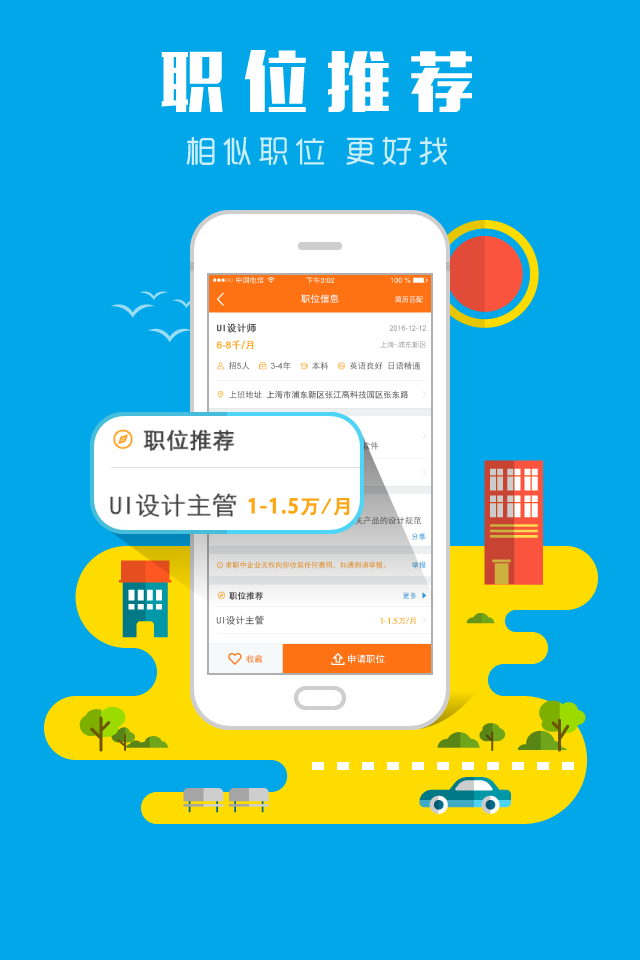 职位推荐
相似职位 更好找
中国电信 下午3:02 100 %
职位信息 简历匹配
UI设计师 2016-12-12
6-8千/月 上海-浦东新区
招5人 3-4年 本科 英语良好 日语精通
上班地址 上海市浦东新区张江高科技园区张东路
软件
职位推荐
UI设计主管 1-1.5万/月
关产品的设计规范
分享
求职中企业无权向你收取任何费用,如遇到请举报。 举报
职位推荐 更多
UI设计主管 1-1.5万/月
收藏 申请职位